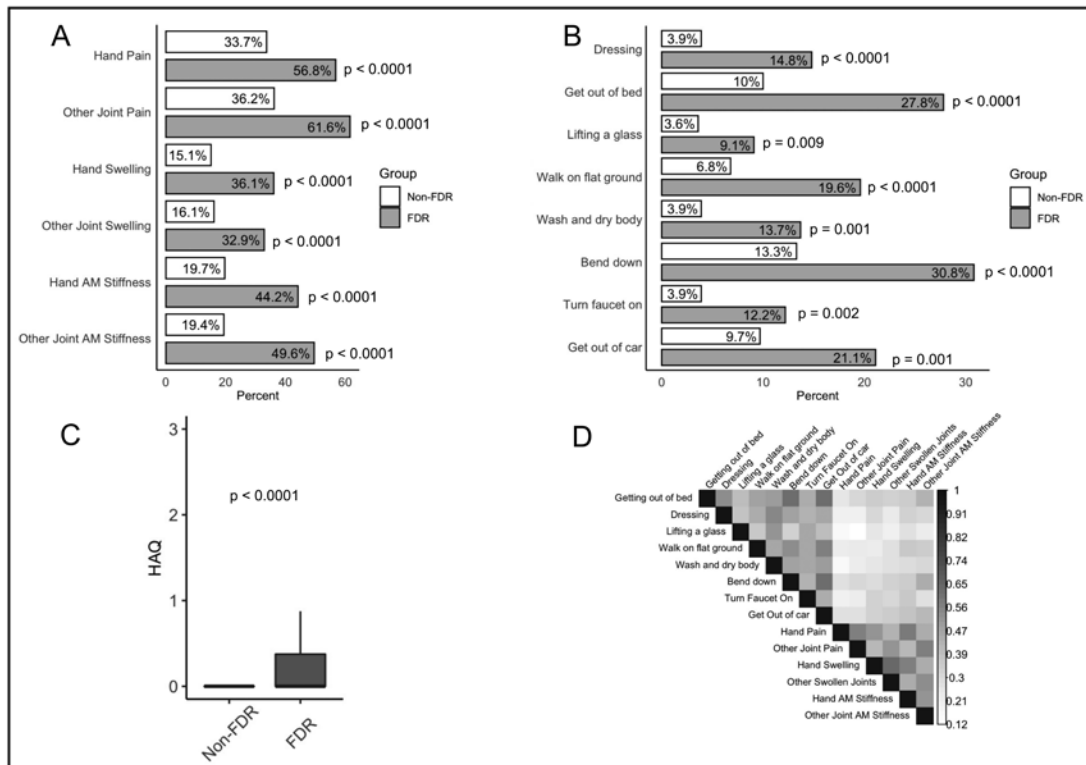 A
Hand Pain
33.7%
56.8% p < 0.0001
Other Joint Pain
36.2%
61.6% p < 0.0001
Hand Swelling
15.1%
36.1% p < 0.0001
Other Joint Swelling
16.1%
32.9% p < 0.0001
Hand AM Stiffness
19.7%
44.2% p < 0.0001
Other Joint AM Stiffness
19.4%
49.6% p < 0.0001
Group
Non-FDR
FDR
0 20 40 60
Percent
B
Dressing
3.9%
14.8% p < 0.0001
Get out of bed
10%
27.8% p < 0.0001
Lifting a glass
3.6%
9.1% p = 0.009
Walk on flat ground
6.8%
19.6% p < 0.0001
Wash and dry body
3.9%
13.7% p = 0.001
Bend down
13.3%
30.8% p < 0.0001
Turn faucet on
3.9%
12.2% p = 0.002
Get out of car
9.7%
21.1% p = 0.001
Group
Non-FDR
FDR
0 10 20 30
Percent
C
3
2
1
0
HAQ
p < 0.0001
Non-FDR
FDR
D
Getting out of bed
Dressing
Lifting a glass
Walk on flat ground
Wash and dry body
Bend down
Turn Faucet On
Get Out of car
Hand Pain
Other Joint Pain
Hand Swelling
Other Swollen Joints
Hand AM Stiffness
Other Joint AM Stiffness
Getting out of bed
Dressing
Lifting a glass
Walk on flat ground
Wash and dry body
Bend down
Turn Faucet On
Get Out of car
Hand Pain
Other Joint Pain
Hand Swelling
Other Swollen Joints
Hand AM Stiffness
Other Joint AM Stiffness
1
0.91
0.82
0.74
0.65
0.56
0.47
0.39
0.3
0.21
0.12